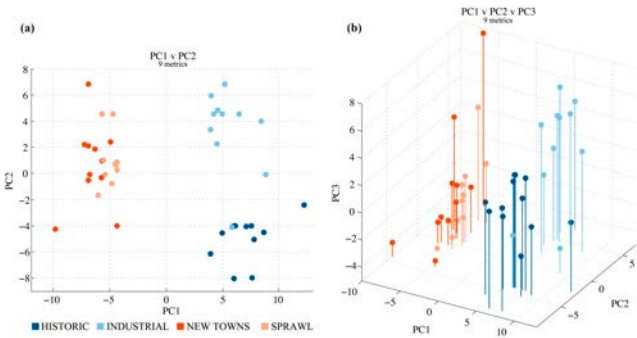 (a)
PC1 v PC2
9 metrics
8
6
4
2
0
−2
−4
−6
−8
PC2
−10
−5
0
5
10
PC1
HISTORIC
INDUSTRIAL
NEW TOWNS
SPRAWL
(b)
PC1 v PC2 v PC3
9 metrics
8
6
4
2
0
−2
−4
PC3
−10
−5
0
5
10
PC1
−5
0
5
PC2